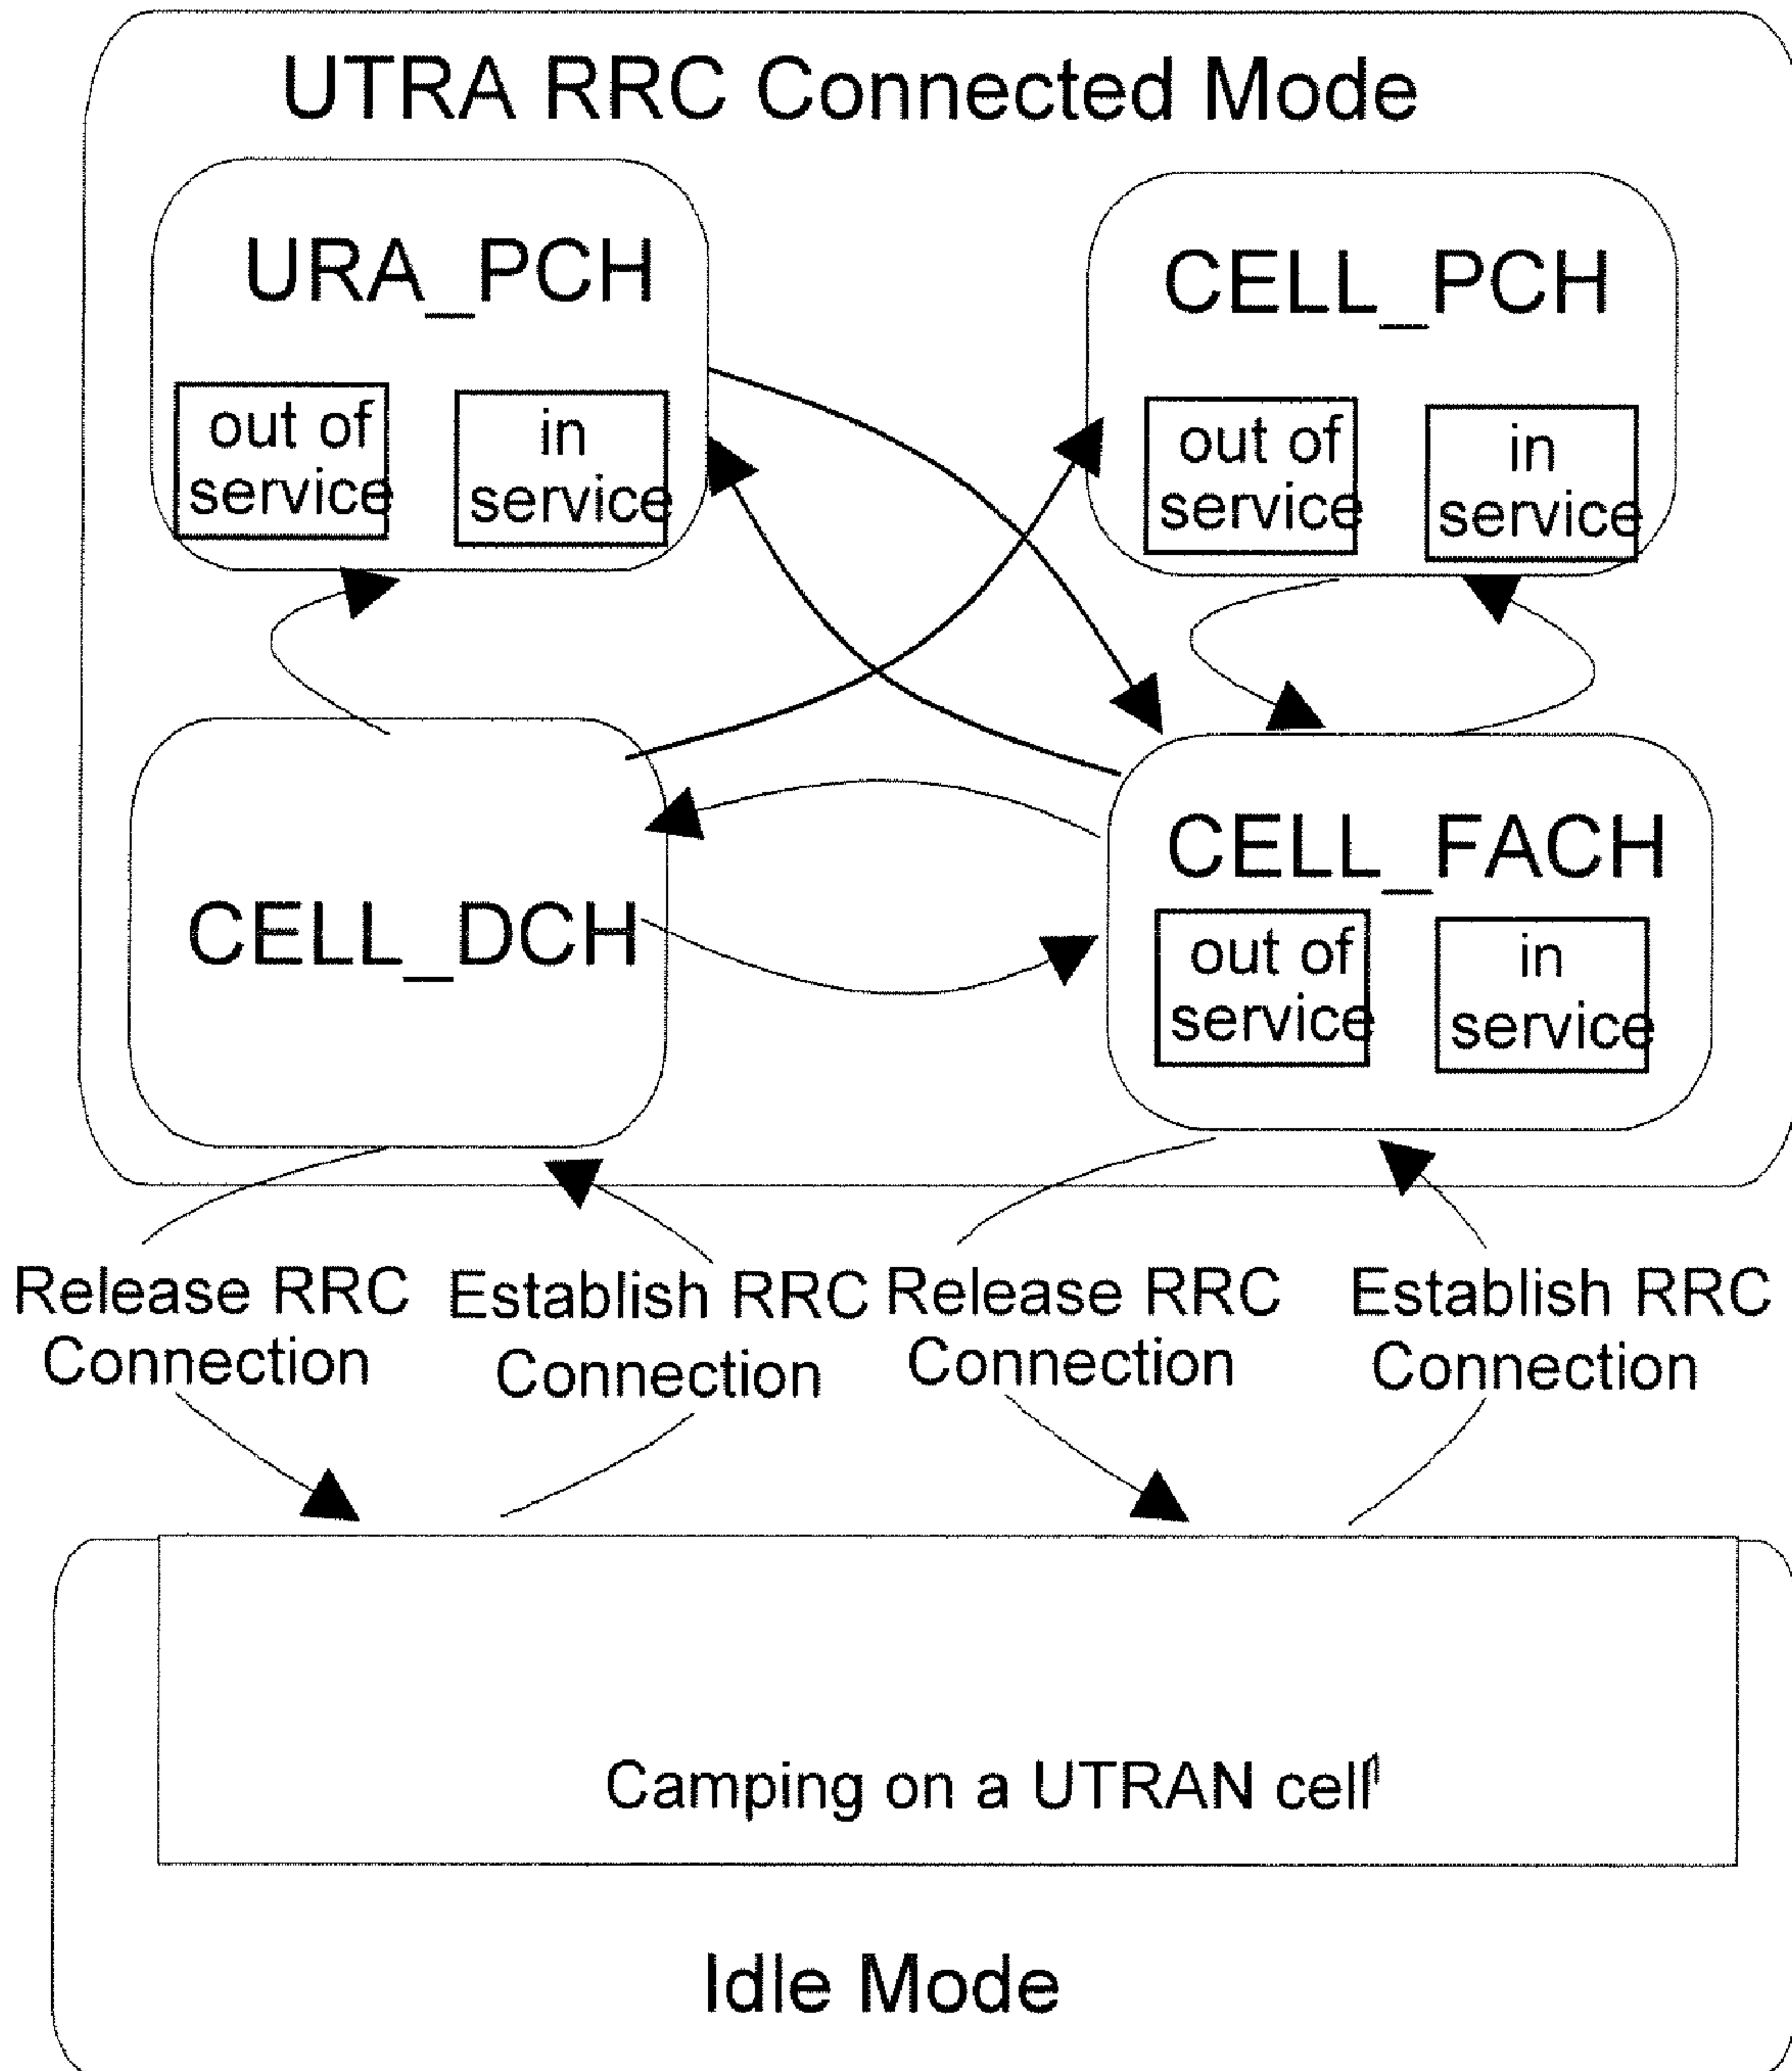 UTRA RRC Connected Mode
URA_PCH
out of
service
in
service
CELL_PCH
out of
service
in
service
CELL_DCH
CELL_FACH
out of
service
in
service
Release RRC
Connection
Establish RRC
Connection
Release RRC
Connection
Establish RRC
Connection
Camping on a UTRAN cell¹
Idle Mode